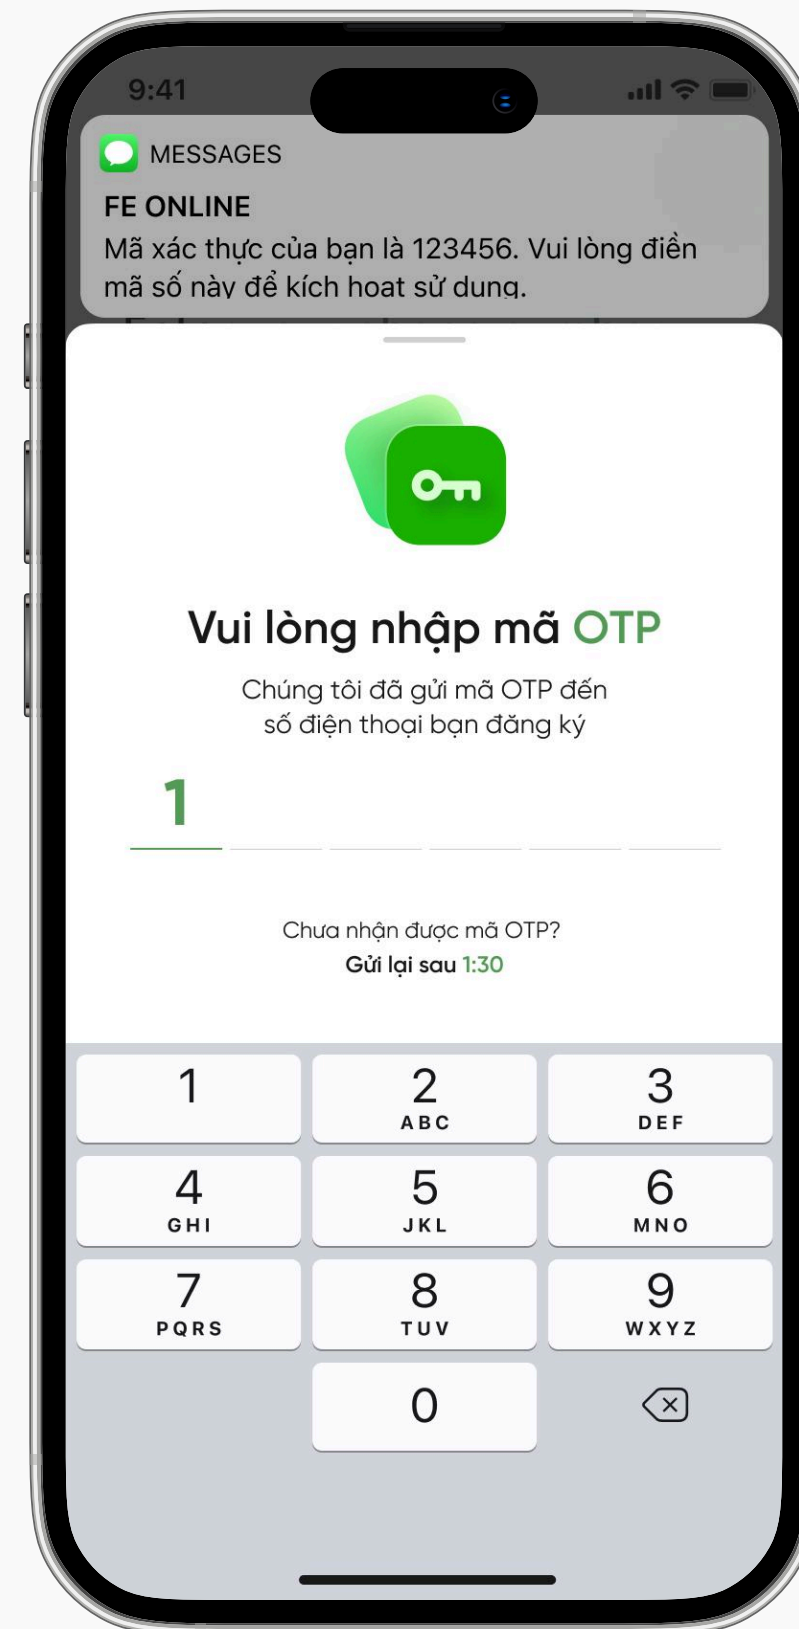 9:41
MESSAGES
FE ONLINE
Mã xác thực của bạn là 123456. Vui lòng điền
mã số này để kích hoạt sử dụng.
Vui lòng nhập mã OTP
Chúng tôi đã gửi mã OTP đến
số điện thoại bạn đăng ký
1
Chưa nhận được mã OTP?
Gửi lại sau 1:30
1
2
ABC
3
DEF
4
GHI
5
JKL
6
MNO
7
PQRS
8
TUV
9
WXYZ
0